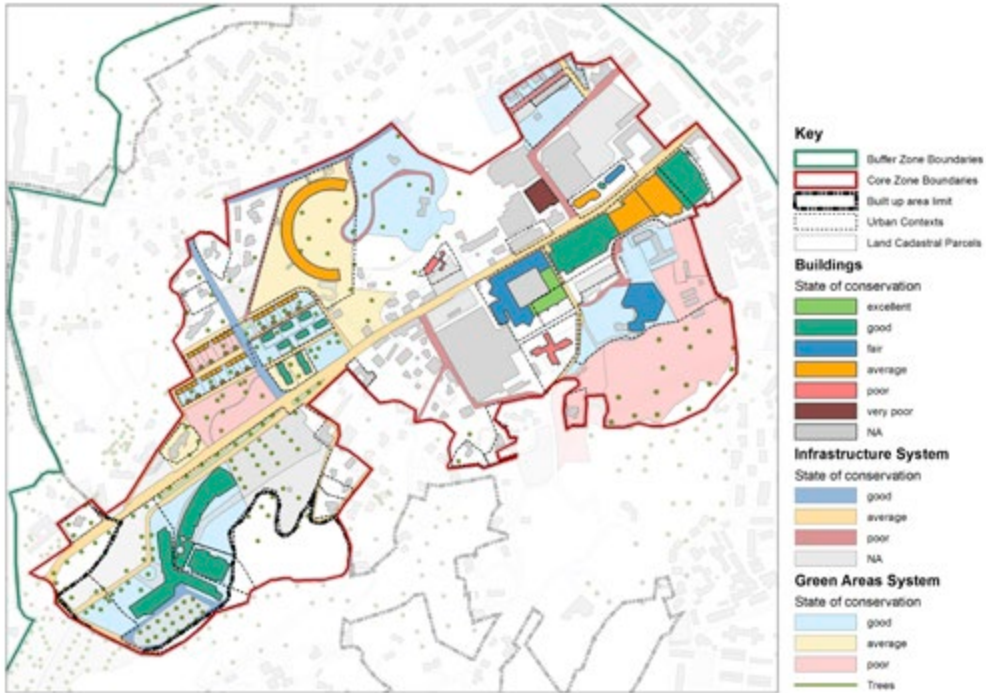 Key
Buffer Zone Boundaries
Core Zone Boundaries
Built up area limit
Urban Contexts
Land Cadastral Parcels
Buildings
State of conservation
excellent
good
fair
average
poor
very poor
NA
Infrastructure System
State of conservation
good
average
poor
NA
Green Areas System
State of conservation
good
average
poor
Trees